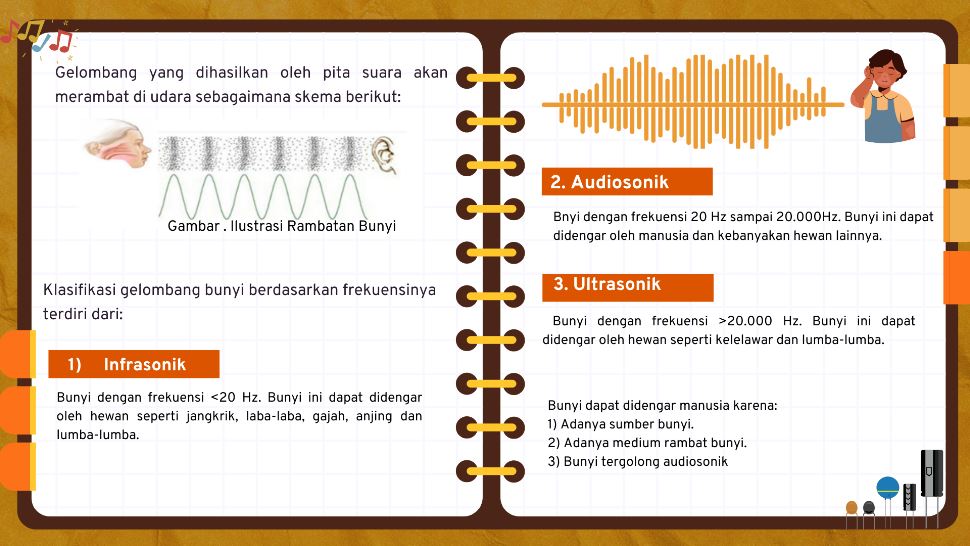 Gelombang yang dihasilkan oleh pita suara akan
merambat di udara sebagaimana skema berikut:
Gambar . Ilustrasi Rambatan Bunyi
Klasifikasi gelombang bunyi berdasarkan frekuensinya
terdiri dari:
1) Infrasonik
Bunyi dengan frekuensi <20 Hz. Bunyi ini dapat didengar
oleh hewan seperti jangkrik, laba-laba, gajah, anjing dan
lumba-lumba.
2. Audiosonik
Bnyi dengan frekuensi 20 Hz sampai 20.000Hz. Bunyi ini dapat
didengar oleh manusia dan kebanyakan hewan lainnya.
3. Ultrasonik
Bunyi dengan frekuensi >20.000 Hz. Bunyi ini dapat
didengar oleh hewan seperti kelelawar dan lumba-lumba.
Bunyi dapat didengar manusia karena:
1) Adanya sumber bunyi.
2) Adanya medium rambat bunyi.
3) Bunyi tergolong audiosonik